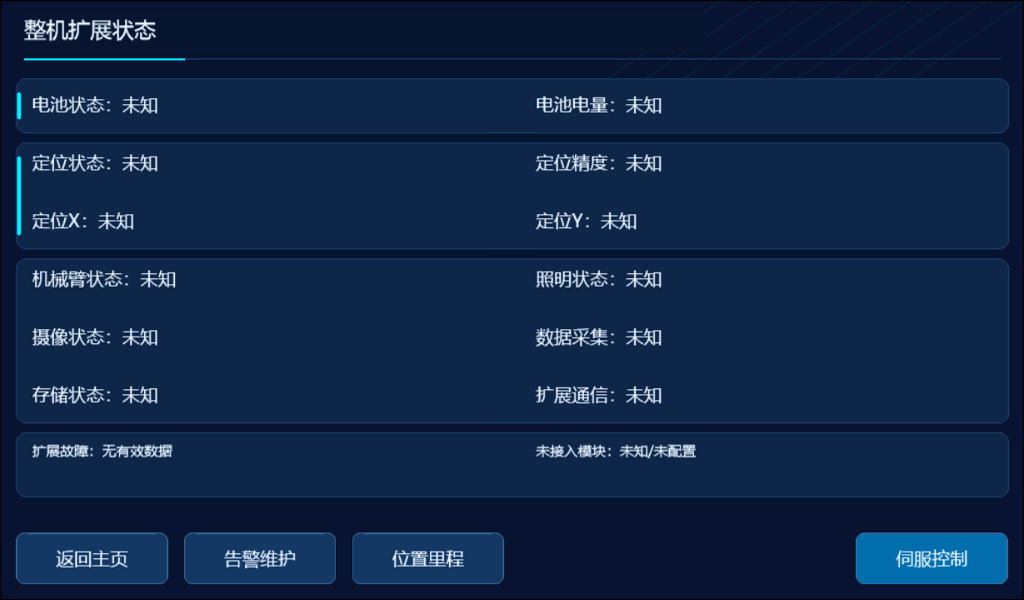 整机扩展状态
电池状态：未知 电池电量：未知
定位状态：未知 定位精度：未知
定位X：未知 定位Y：未知
机械臂状态：未知 照明状态：未知
摄像状态：未知 数据采集：未知
存储状态：未知 扩展通信：未知
扩展故障：无有效数据 未接入模块：未知/未配置
返回主页 告警维护 位置里程 伺服控制